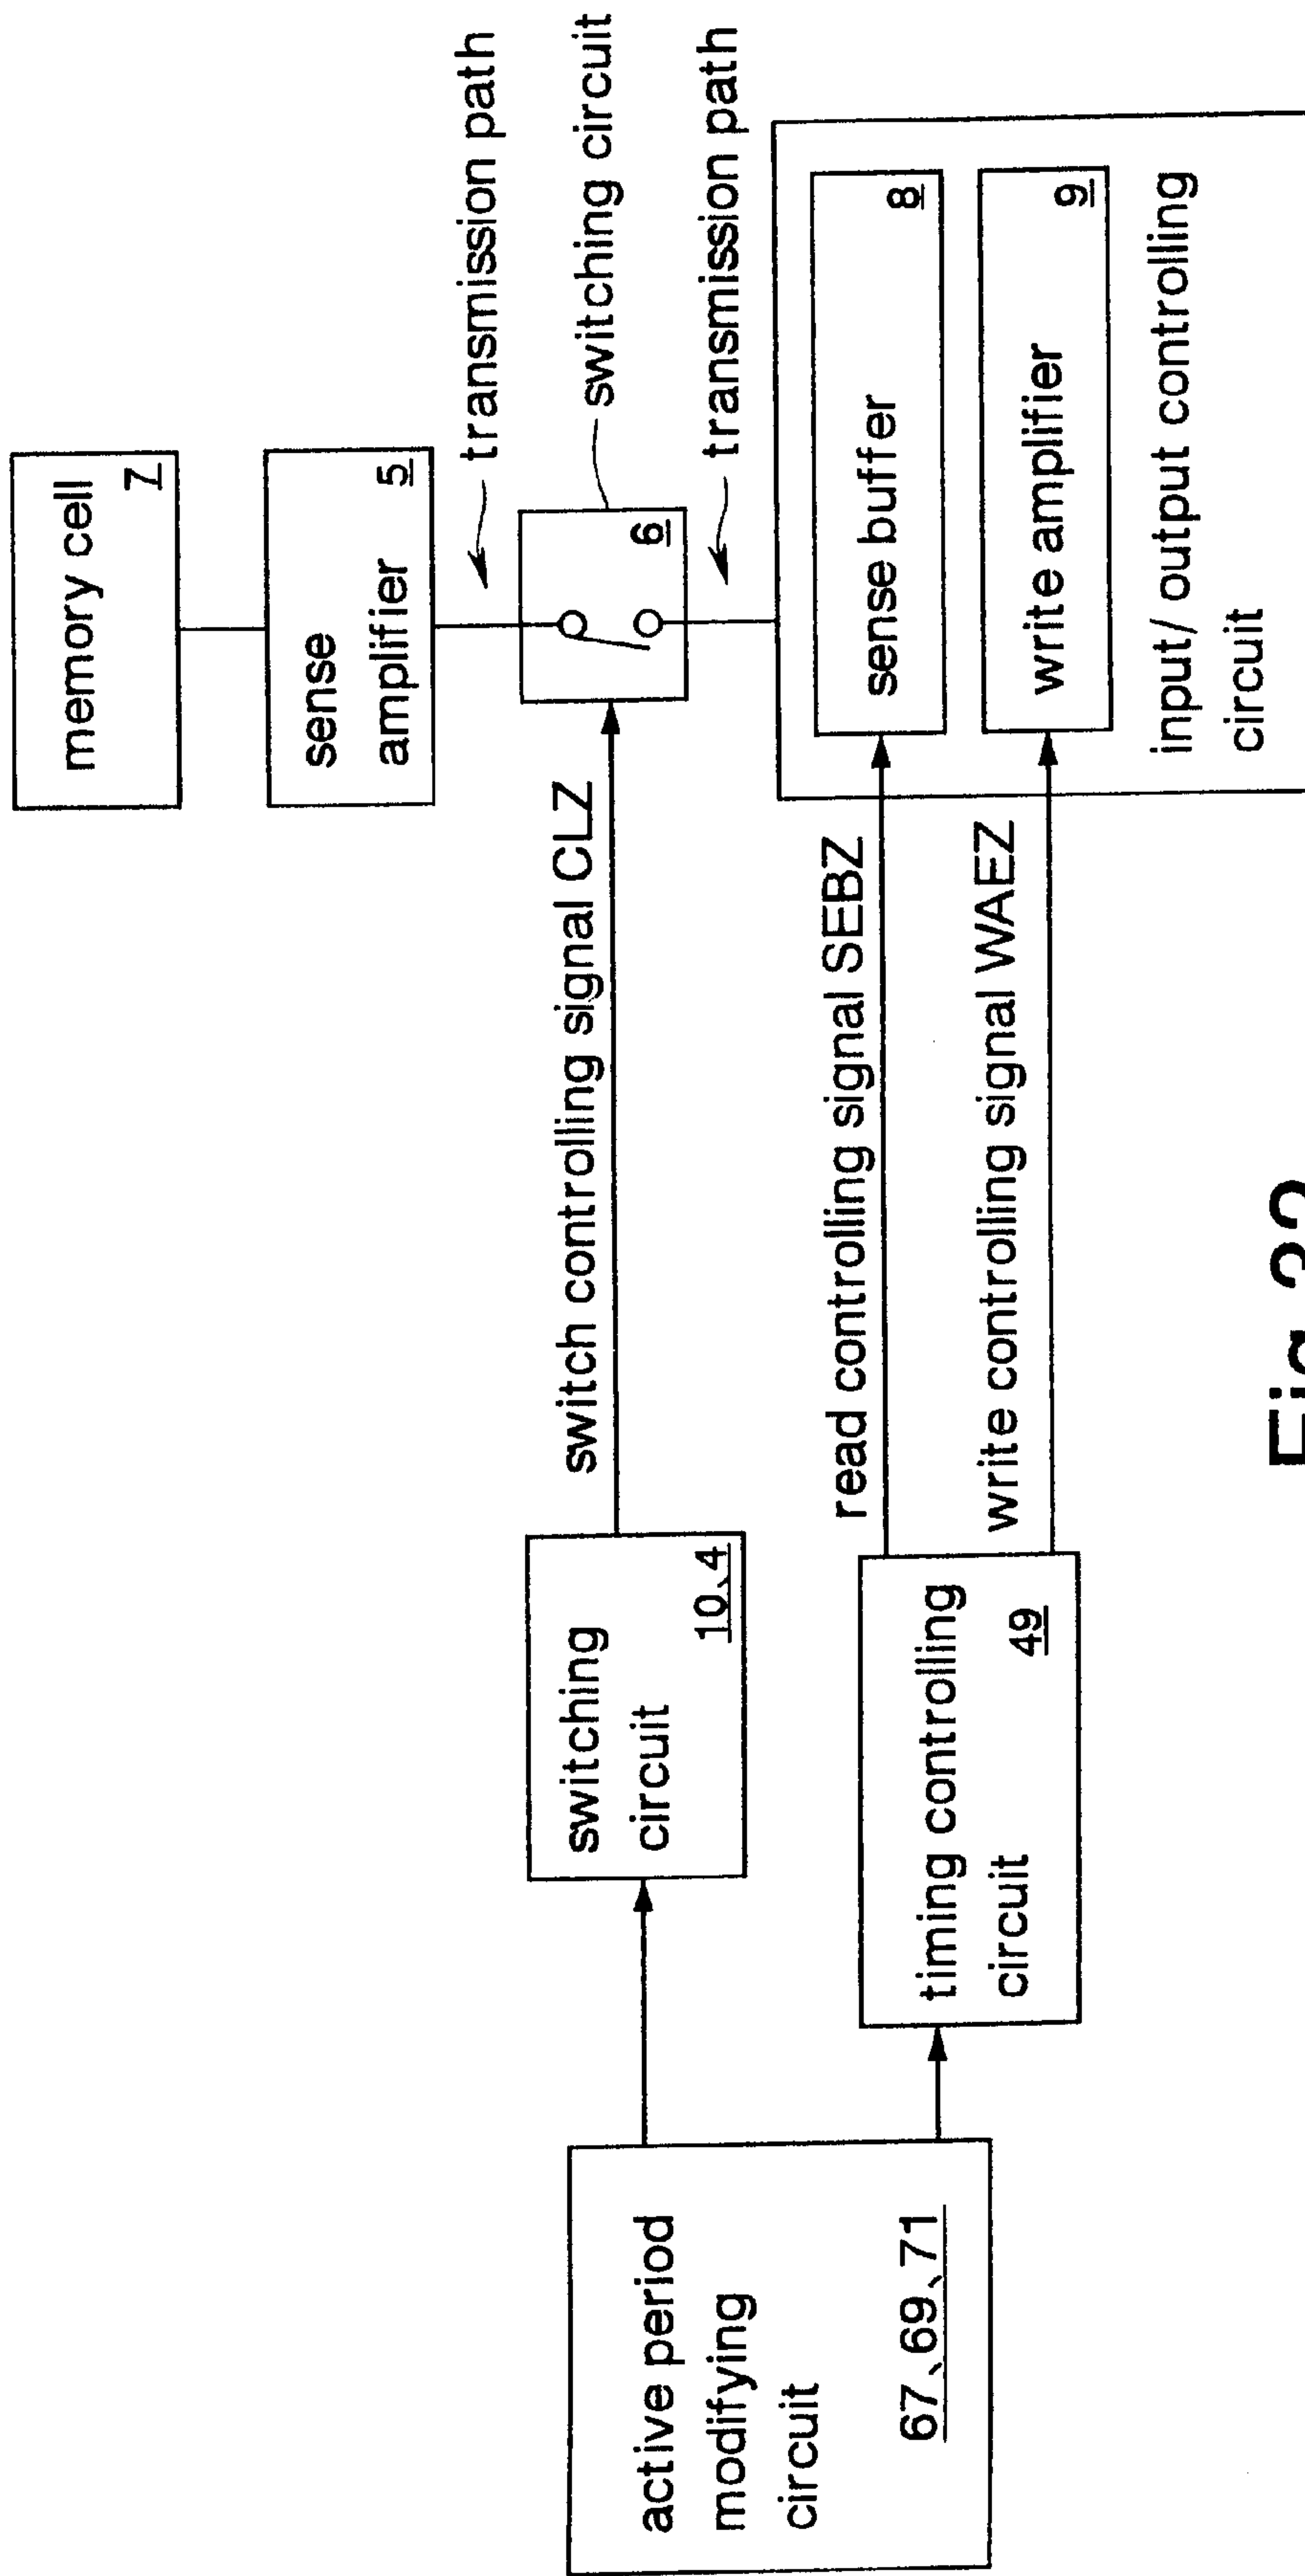 memory cell
7
sense
amplifier
5
transmission path
switching circuit
6
transmission path
switch controlling signal CLZ
switching
circuit
10、4
active period
modifying
circuit
67、69、71
timing controlling
circuit
49
read controlling signal SEBZ
write controlling signal WAEZ
sense buffer
8
write amplifier
9
input/ output controlling
circuit